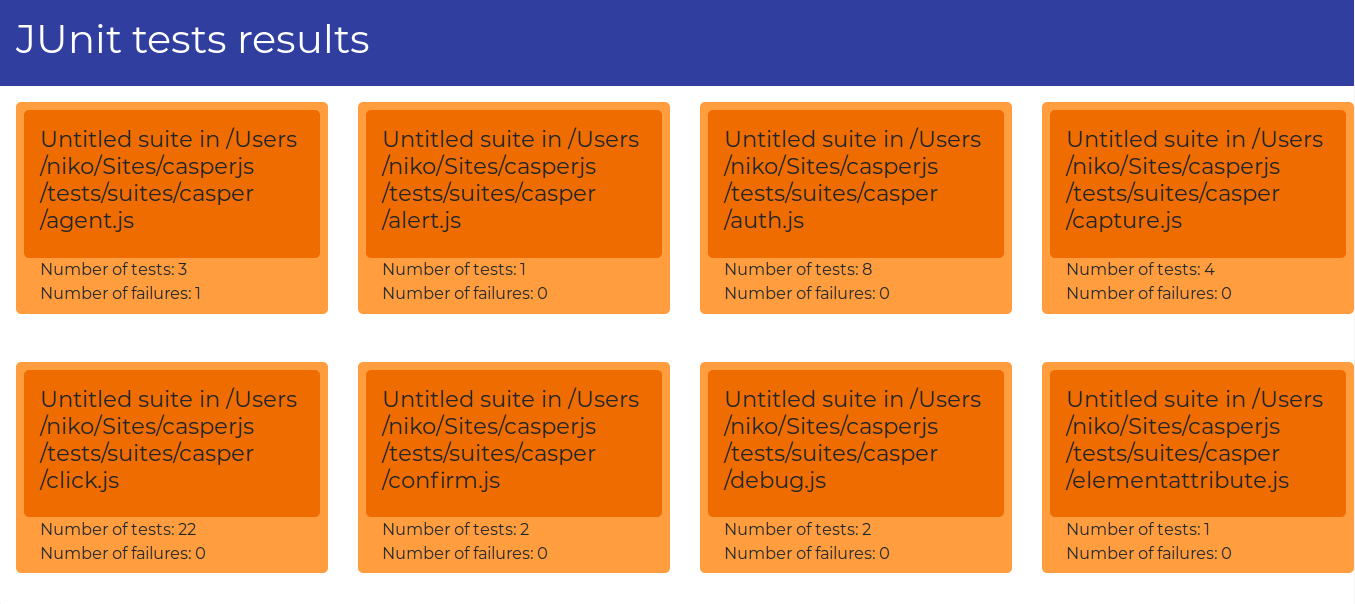 JUnit tests results
Untitled suite in /Users
/niko/Sites/casperjs
/tests/suites/casper
/agent.js
Number of tests: 3
Number of failures: 1
Untitled suite in /Users
/niko/Sites/casperjs
/tests/suites/casper
/alert.js
Number of tests: 1
Number of failures: 0
Untitled suite in /Users
/niko/Sites/casperjs
/tests/suites/casper
/auth.js
Number of tests: 8
Number of failures: 0
Untitled suite in /Users
/niko/Sites/casperjs
/tests/suites/casper
/capture.js
Number of tests: 4
Number of failures: 0
Untitled suite in /Users
/niko/Sites/casperjs
/tests/suites/casper
/click.js
Number of tests: 22
Number of failures: 0
Untitled suite in /Users
/niko/Sites/casperjs
/tests/suites/casper
/confirm.js
Number of tests: 2
Number of failures: 0
Untitled suite in /Users
/niko/Sites/casperjs
/tests/suites/casper
/debug.js
Number of tests: 2
Number of failures: 0
Untitled suite in /Users
/niko/Sites/casperjs
/tests/suites/casper
/elementattribute.js
Number of tests: 1
Number of failures: 0